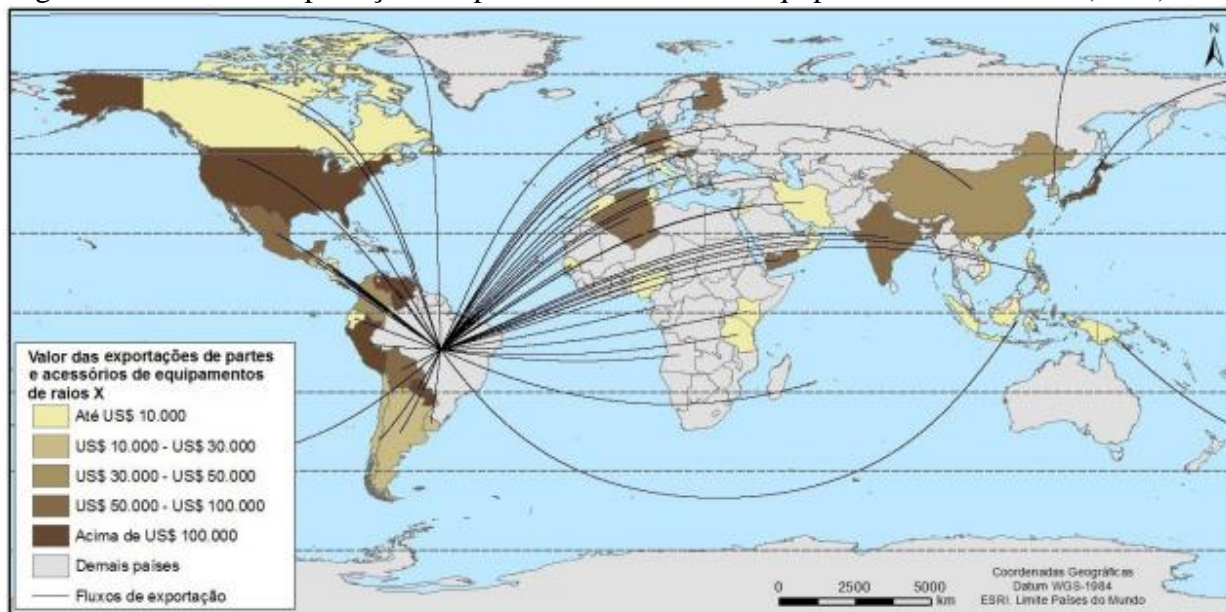 N
Valor das exportações de partes
e acessórios de equipamentos
de raios X
Até US$ 10.000
US$ 10.000 - US$ 30.000
US$ 30.000 - US$ 50.000
US$ 50.000 - US$ 100.000
Acima de US$ 100.000
Demais países
Fluxos de exportação
0 2500 5000
km
Coordenadas Geográficas
Datum WGS-1984
ESRI, Limite Países do Mundo